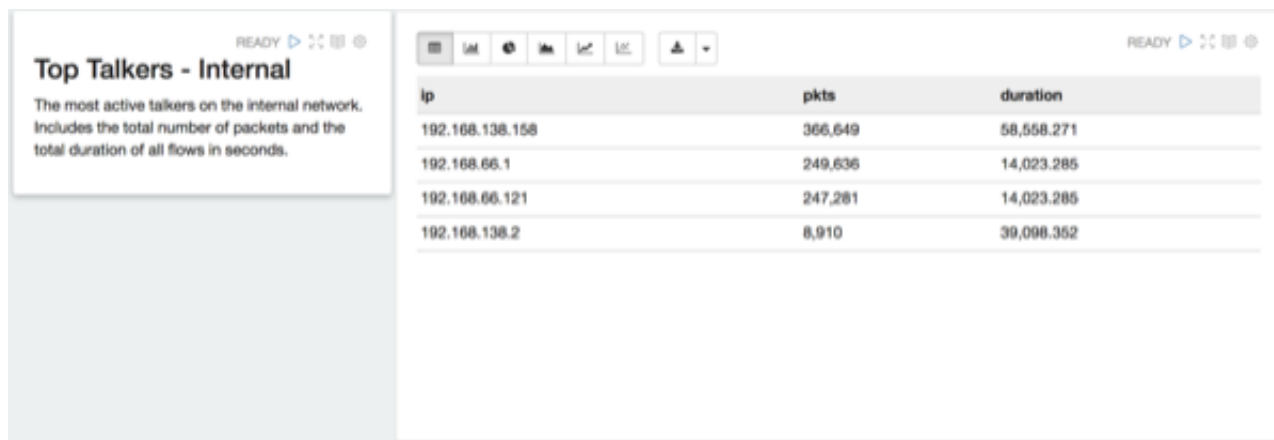 READY
Top Talkers - Internal
The most active talkers on the internal network.
Includes the total number of packets and the
total duration of all flows in seconds.
READY
ip pkts duration
192.168.138.158 366,649 58,558.271
192.168.66.1 249,636 14,023.285
192.168.66.121 247,281 14,023.285
192.168.138.2 8,910 39,098.352